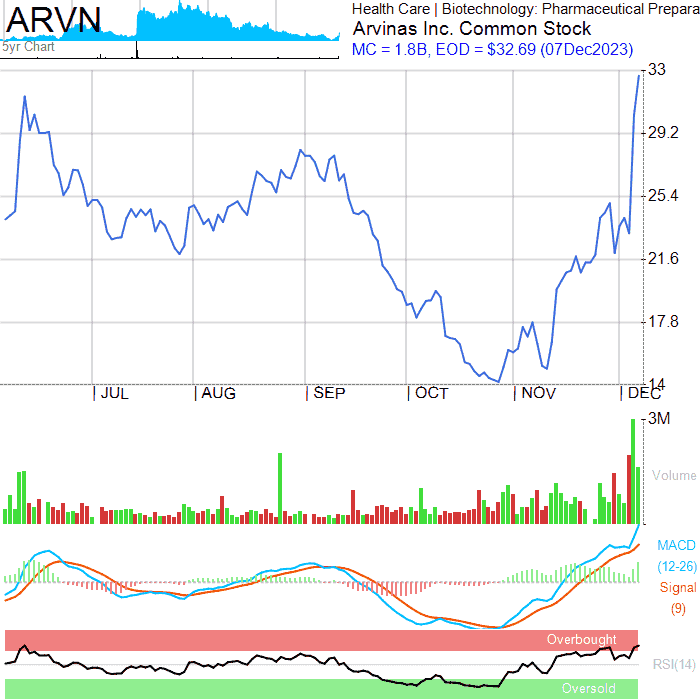 ARVN
5yr Chart
Health Care | Biotechnology: Pharmaceutical Prepara
Arvinas Inc. Common Stock
MC = 1.8B, EOD = $32.69 (07Dec2023)
33
29.2
25.4
21.6
17.8
14
JUL AUG SEP OCT NOV DEC
3M
Volume
MACD
(12-26)
Signal
(9)
Overbought
RSI(14)
Oversold